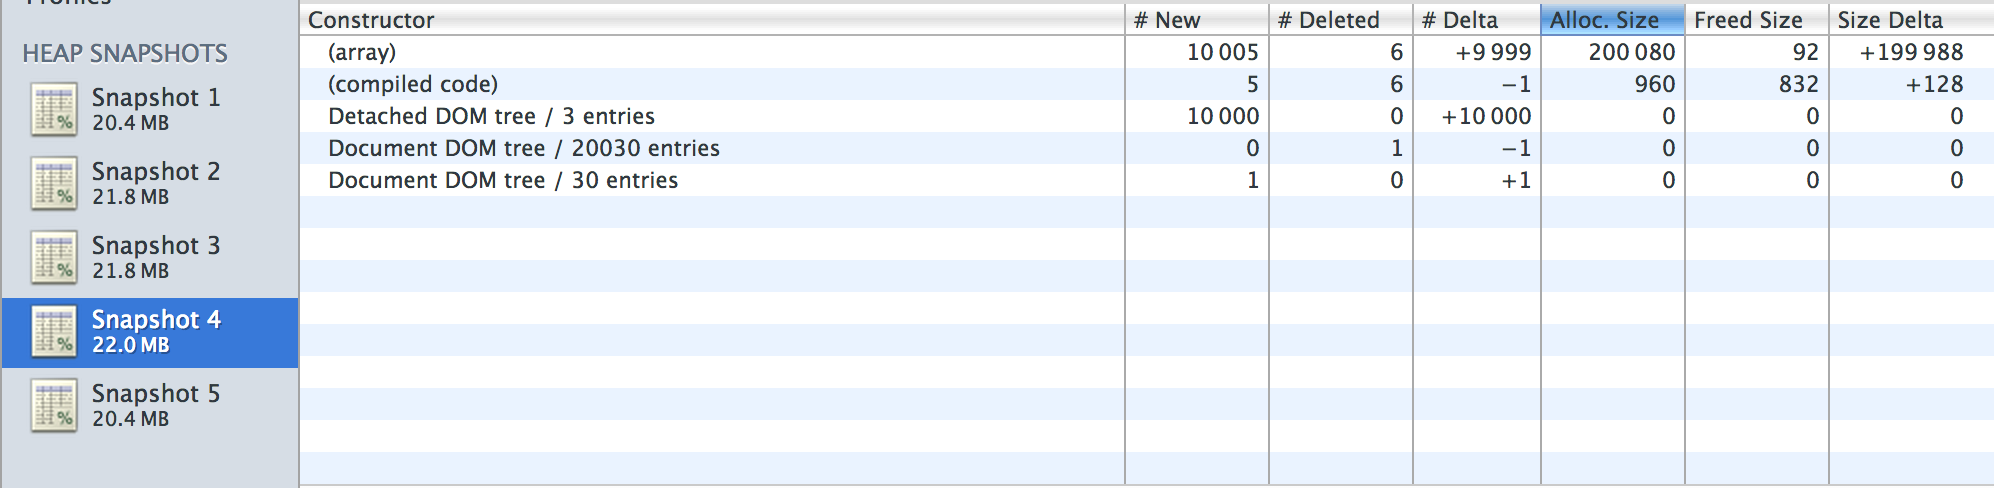 Profiles
HEAP SNAPSHOTS
Snapshot 1
20.4 MB
Snapshot 2
21.8 MB
Snapshot 3
21.8 MB
Snapshot 4
22.0 MB
Snapshot 5
20.4 MB
Constructor # New # Deleted # Delta Alloc. Size Freed Size Size Delta
(array) 10 005 6 +9 999 200 080 92 +199 988
(compiled code) 5 6 −1 960 832 +128
Detached DOM tree / 3 entries 10 000 0 +10 000 0 0 0
Document DOM tree / 20030 entries 0 1 −1 0 0 0
Document DOM tree / 30 entries 1 0 +1 0 0 0